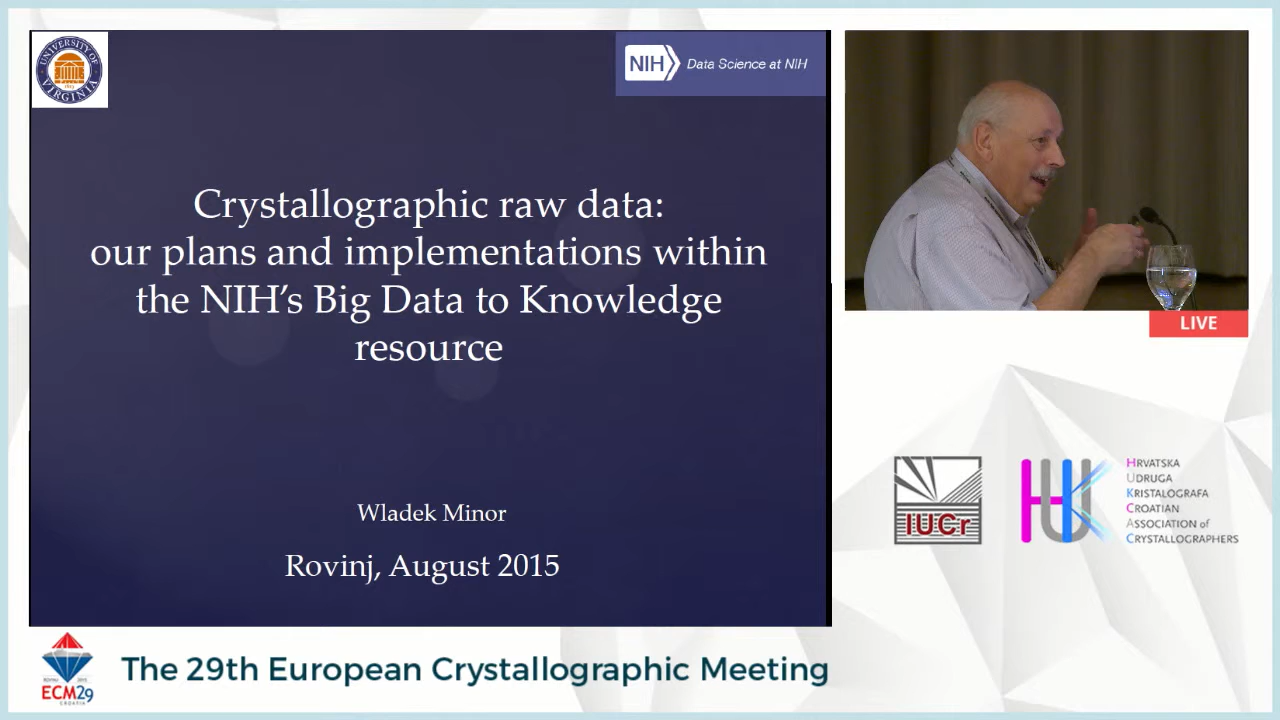 UNIVERSITY OF VIRGINIA
1819
NIH
Data Science at NIH
Crystallographic raw data:
our plans and implementations within
the NIH’s Big Data to Knowledge
resource
Wladek Minor
Rovinj, August 2015
LIVE
IUCr
HUK
HRVATSKA
UDRUGA
KRISTALOGRAFA
CROATIAN
ASSOCIATION of
CRYSTALLOGRAPHERS
ECM29
CROATIA
The 29th European Crystallographic Meeting